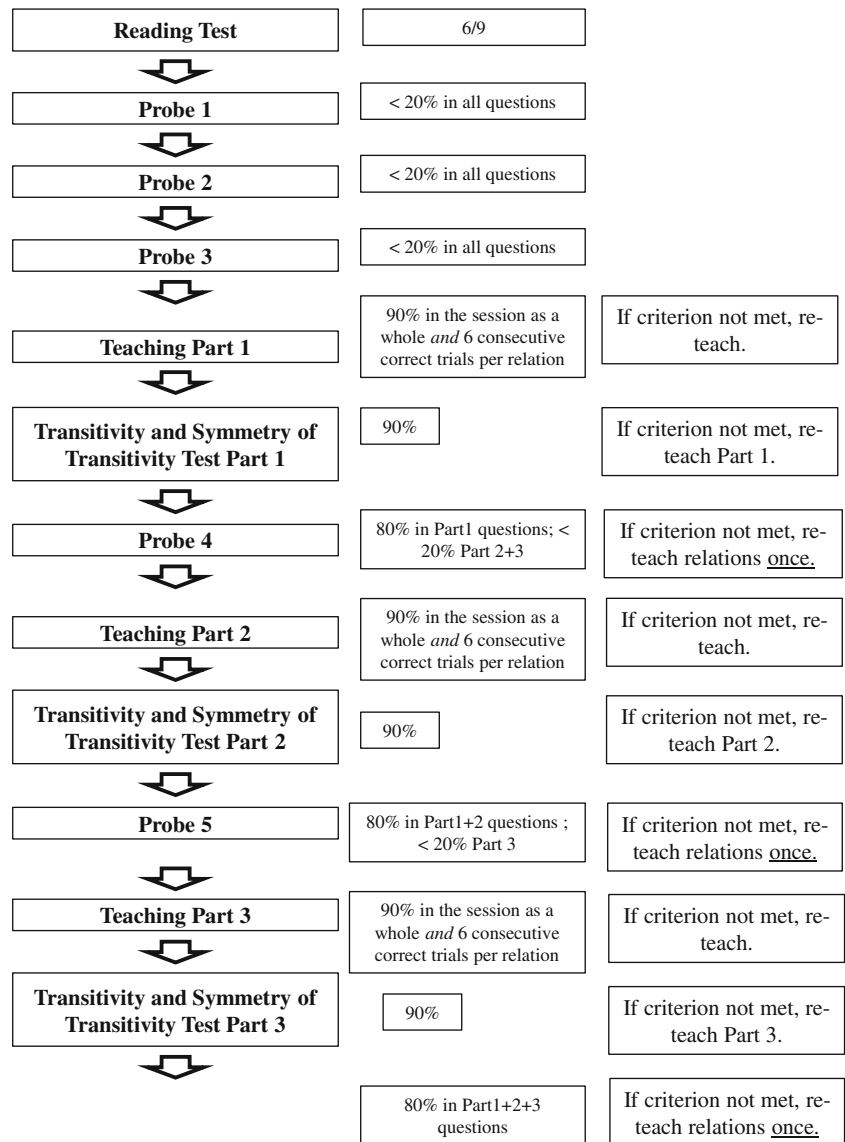 Reading Test
6/9
Probe 1
< 20% in all questions
Probe 2
< 20% in all questions
Probe 3
< 20% in all questions
Teaching Part 1
90% in the session as a
whole and 6 consecutive
correct trials per relation
If criterion not met, re-
teach.
Transitivity and Symmetry of
Transitivity Test Part 1
90%
If criterion not met, re-
teach Part 1.
Probe 4
80% in Part1 questions; <
20% Part 2+3
If criterion not met, re-
teach relations once.
Teaching Part 2
90% in the session as a
whole and 6 consecutive
correct trials per relation
If criterion not met, re-
teach.
Transitivity and Symmetry of
Transitivity Test Part 2
90%
If criterion not met, re-
teach Part 2.
Probe 5
80% in Part1+2 questions ;
< 20% Part 3
If criterion not met, re-
teach relations once.
Teaching Part 3
90% in the session as a
whole and 6 consecutive
correct trials per relation
If criterion not met, re-
teach.
Transitivity and Symmetry of
Transitivity Test Part 3
90%
If criterion not met, re-
teach Part 3.
80% in Part1+2+3
questions
If criterion not met, re-
teach relations once.